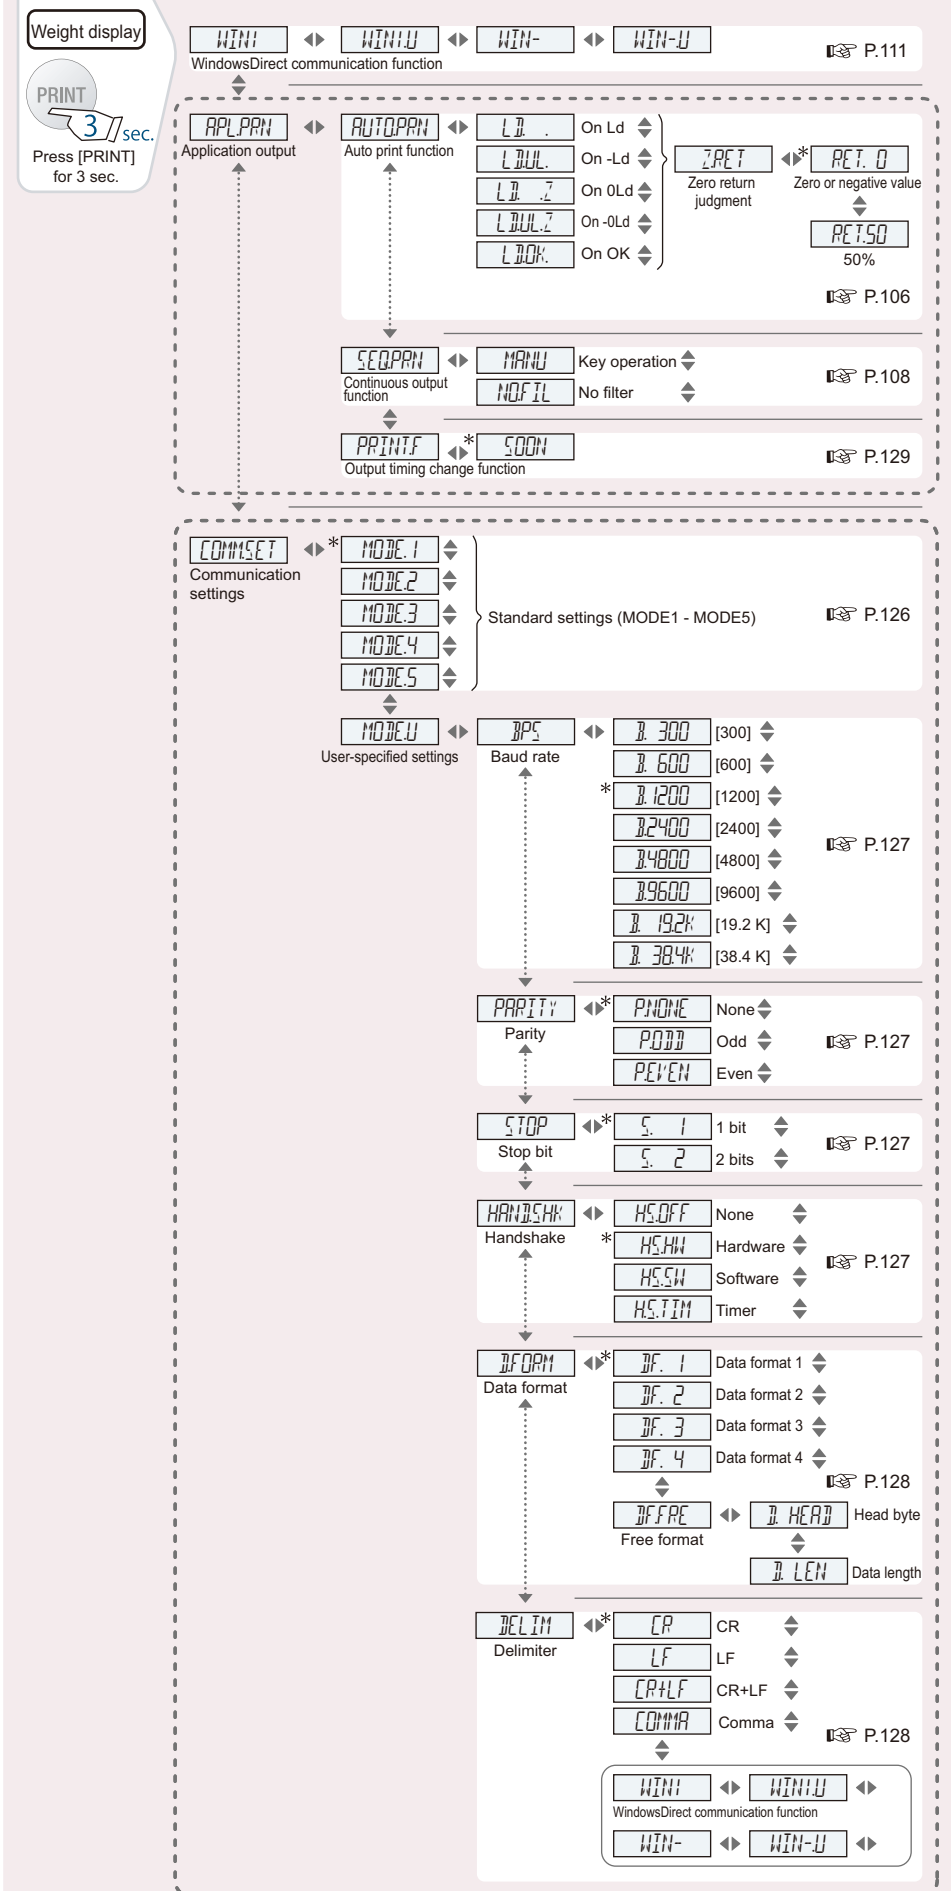 Weight display
PRINT
3 sec.
Press [PRINT]
for 3 sec.
WIN1 WIN1.U WIN- WIN-.U
WindowsDirect communication function
P.111
APL.PRN AUTO.PRN LD. . On Ld
Application output Auto print function
LD.UL. On -Ld
LD. .Z On 0Ld
LD.UL.Z On -0Ld
LD.OK. On OK
Z.RET * RET. 0
Zero return
judgment
Zero or negative value
RET.50
50%
P.106
SEQ.PRN MANU Key operation
Continuous output
function
NO.FIL No filter
P.108
PRINT.F * SOON
Output timing change function
P.129
COMM.SET * MODE.1
Communication
settings
MODE.2
MODE.3
MODE.4
MODE.5
Standard settings (MODE1 - MODE5)
P.126
MODE.U BPS B. 300 [300]
User-specified settings Baud rate
B. 600 [600]
* B.1200 [1200]
B.2400 [2400]
B.4800 [4800]
B.9600 [9600]
B. 19.2K [19.2 K]
B. 38.4K [38.4 K]
P.127
PARITY * P.NONE None
Parity
P.ODD Odd
P.EVEN Even
P.127
STOP * S. 1 1 bit
Stop bit
S. 2 2 bits
P.127
HAND.SHK HS.OFF None
Handshake
* HS.HW Hardware
HS.SW Software
HS.TIM Timer
P.127
D.FORM * DF. 1 Data format 1
Data format
DF. 2 Data format 2
DF. 3 Data format 3
DF. 4 Data format 4
P.128
DF.FRE D. HEAD Head byte
Free format
D. LEN Data length
DELIM * CR CR
Delimiter
LF LF
CR+LF CR+LF
COMMA Comma
P.128
WIN1 WIN1.U
WindowsDirect communication function
WIN- WIN-.U